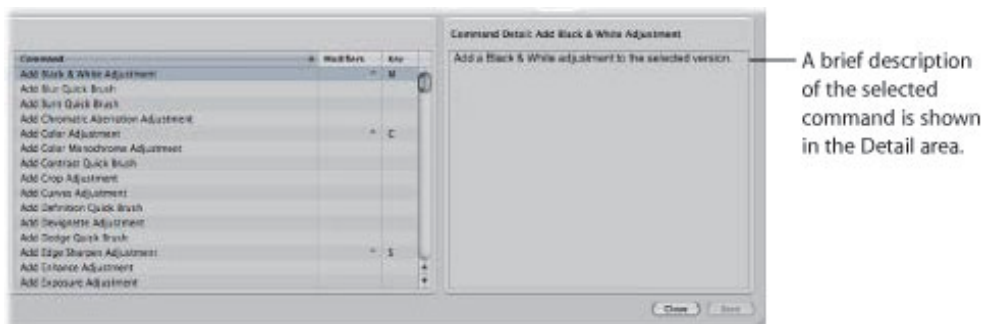 Command Detail: Add Black & White Adjustment
Command Modifiers Key
Add a Black & White adjustment to the selected version.
Add Black & White Adjustment ^ M
Add Blur Quick Brush
Add Burn Quick Brush
Add Chromatic Aberration Adjustment
Add Color Adjustment ^ C
Add Color Monochrome Adjustment
Add Contrast Quick Brush
Add Crop Adjustment
Add Curves Adjustment
Add Definition Quick Brush
Add Devignette Adjustment
Add Dodge Quick Brush
Add Edge Sharpen Adjustment ^ S
Add Enhance Adjustment
Add Exposure Adjustment
Close Save
A brief description
of the selected
command is shown
in the Detail area.